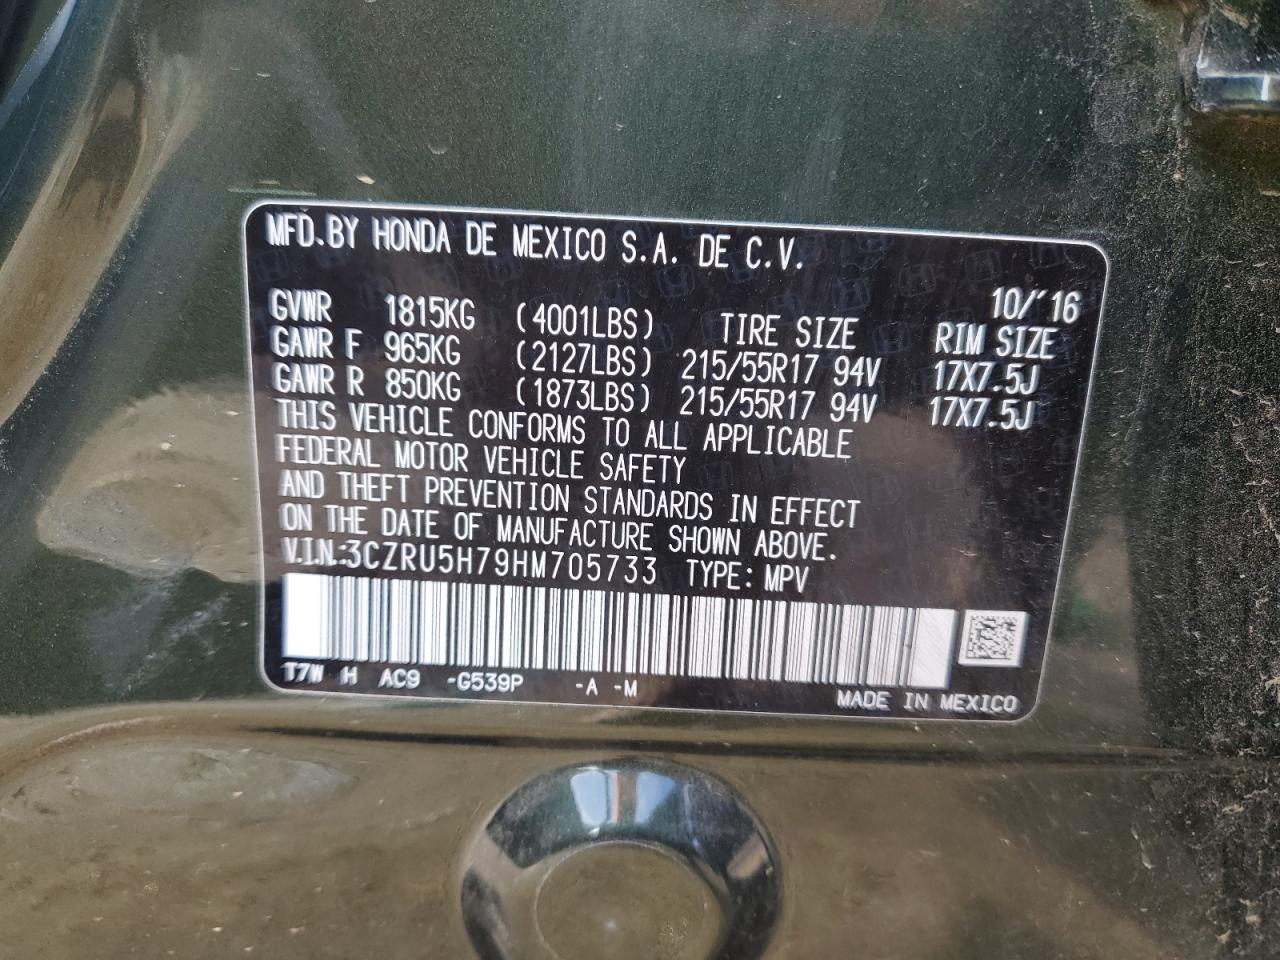 MFD. BY HONDA DE MEXICO S.A. DE C.V.
10/'16
GVWR 1815KG (4001LBS) TIRE SIZE RIM SIZE
GAWR F 965KG (2127LBS) 215/55R17 94V 17X7.5J
GAWR R 850KG (1873LBS) 215/55R17 94V 17X7.5J
THIS VEHICLE CONFORMS TO ALL APPLICABLE
FEDERAL MOTOR VEHICLE SAFETY
AND THEFT PREVENTION STANDARDS IN EFFECT
ON THE DATE OF MANUFACTURE SHOWN ABOVE.
V.I.N.:3CZRU5H79HM705733 TYPE: MPV
T7W H AC9 -G539P -A -M
MADE IN MEXICO